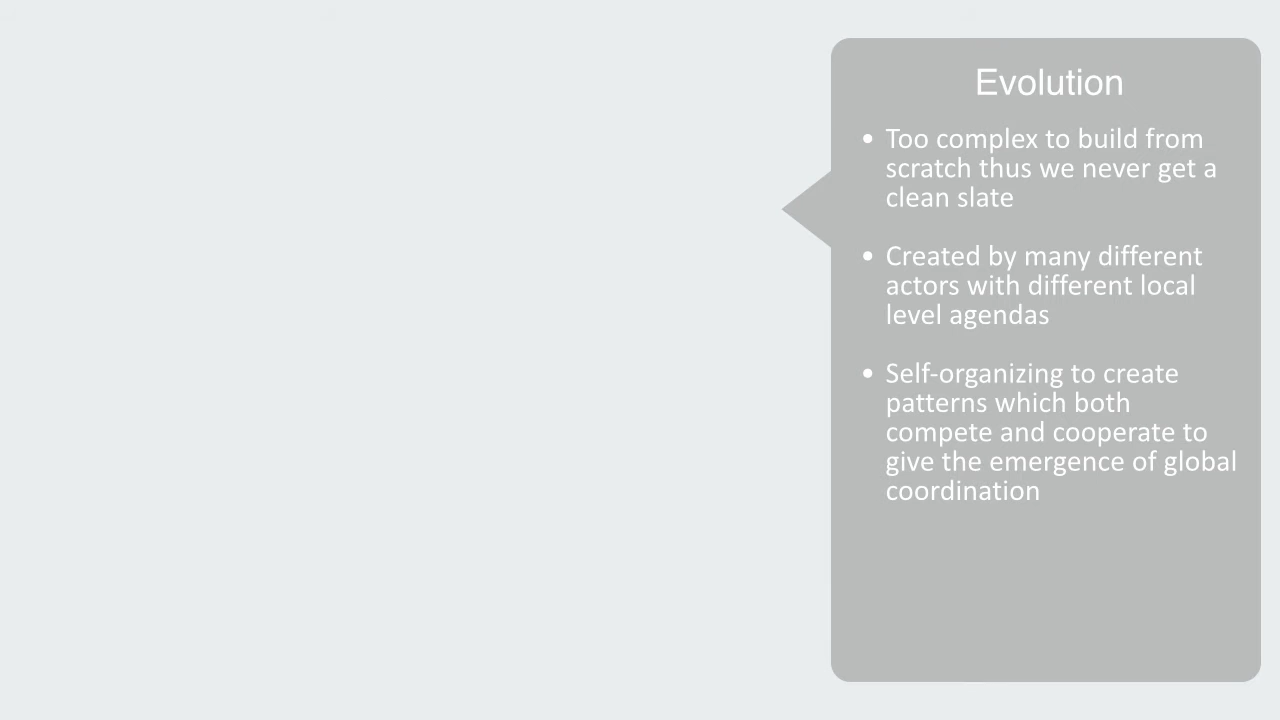 Evolution
• Too complex to build from
scratch thus we never get a
clean slate
• Created by many different
actors with different local
level agendas
• Self-organizing to create
patterns which both
compete and cooperate to
give the emergence of global
coordination